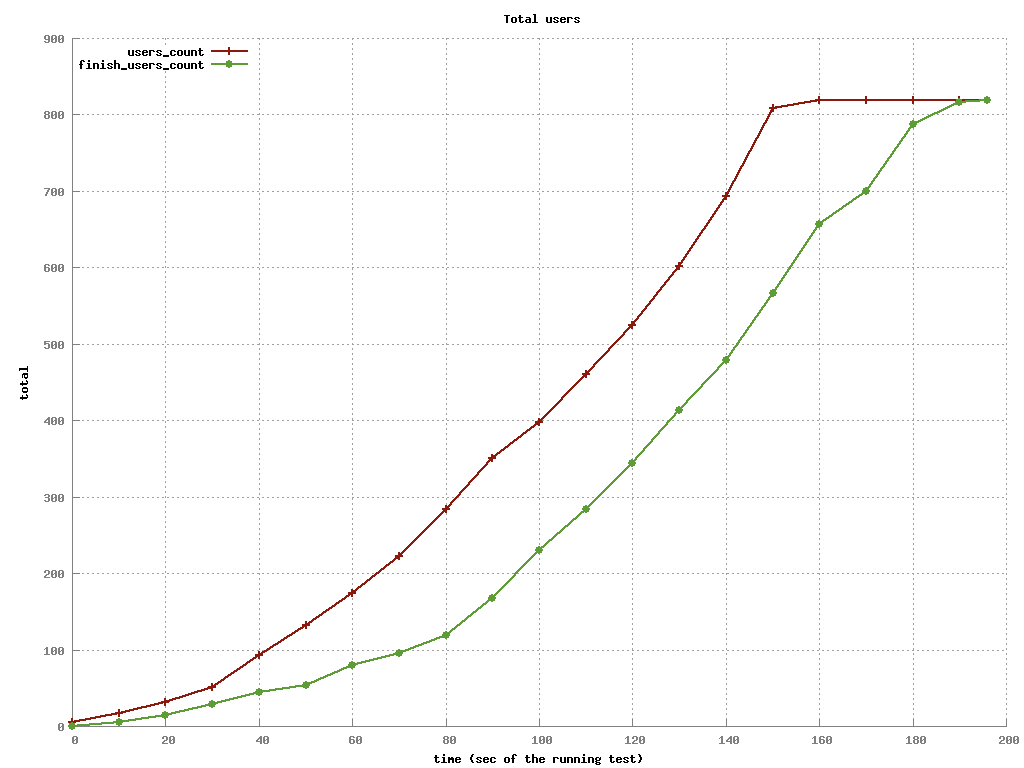 Total users
users_count
finish_users_count
900
800
700
600
500
400
300
200
100
0
total
0 20 40 60 80 100 120 140 160 180 200
time (sec of the running test)